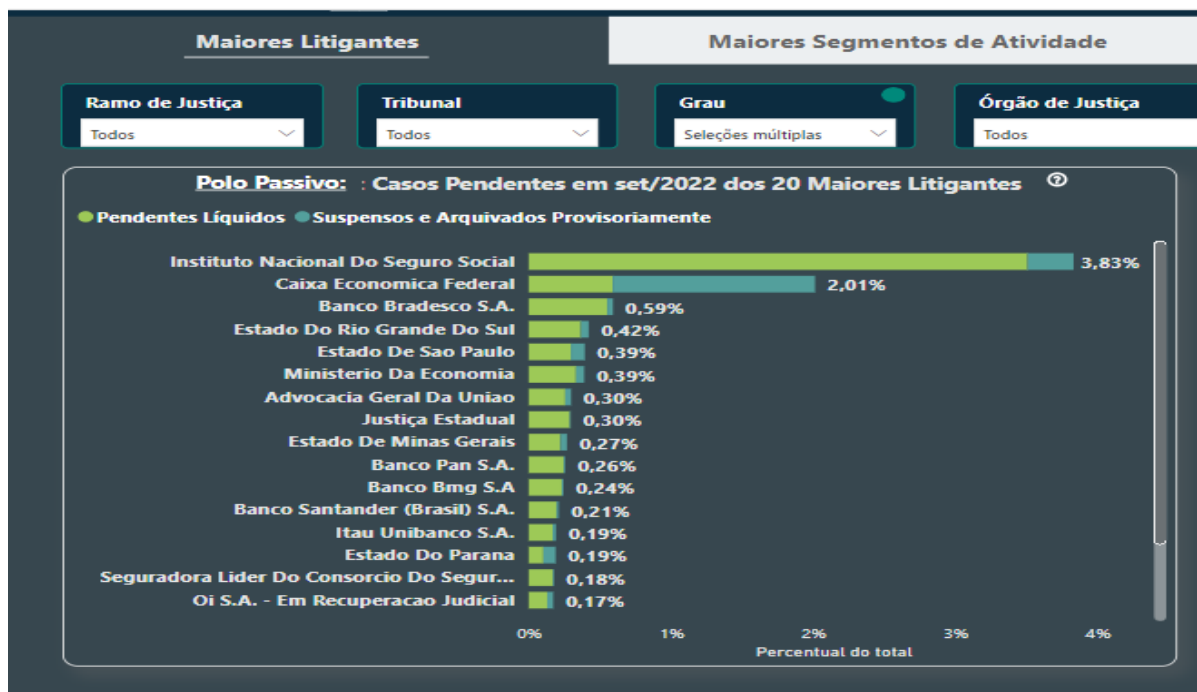 Maiores Litigantes
Maiores Segmentos de Atividade
Ramo de Justiça
Todos
Tribunal
Todos
Grau
Seleções múltiplas
Órgão de Justiça
Todos
Polo Passivo: : Casos Pendentes em set/2022 dos 20 Maiores Litigantes ?
Pendentes Líquidos Suspensos e Arquivados Provisoriamente
Instituto Nacional Do Seguro Social 3,83%
Caixa Economica Federal 2,01%
Banco Bradesco S.A. 0,59%
Estado Do Rio Grande Do Sul 0,42%
Estado De Sao Paulo 0,39%
Ministerio Da Economia 0,39%
Advocacia Geral Da Uniao 0,30%
Justiça Estadual 0,30%
Estado De Minas Gerais 0,27%
Banco Pan S.A. 0,26%
Banco Bmg S.A 0,24%
Banco Santander (Brasil) S.A. 0,21%
Itau Unibanco S.A. 0,19%
Estado Do Parana 0,19%
Seguradora Lider Do Consorcio Do Segur... 0,18%
Oi S.A. - Em Recuperacao Judicial 0,17%
0% 1% 2% 3% 4%
Percentual do total